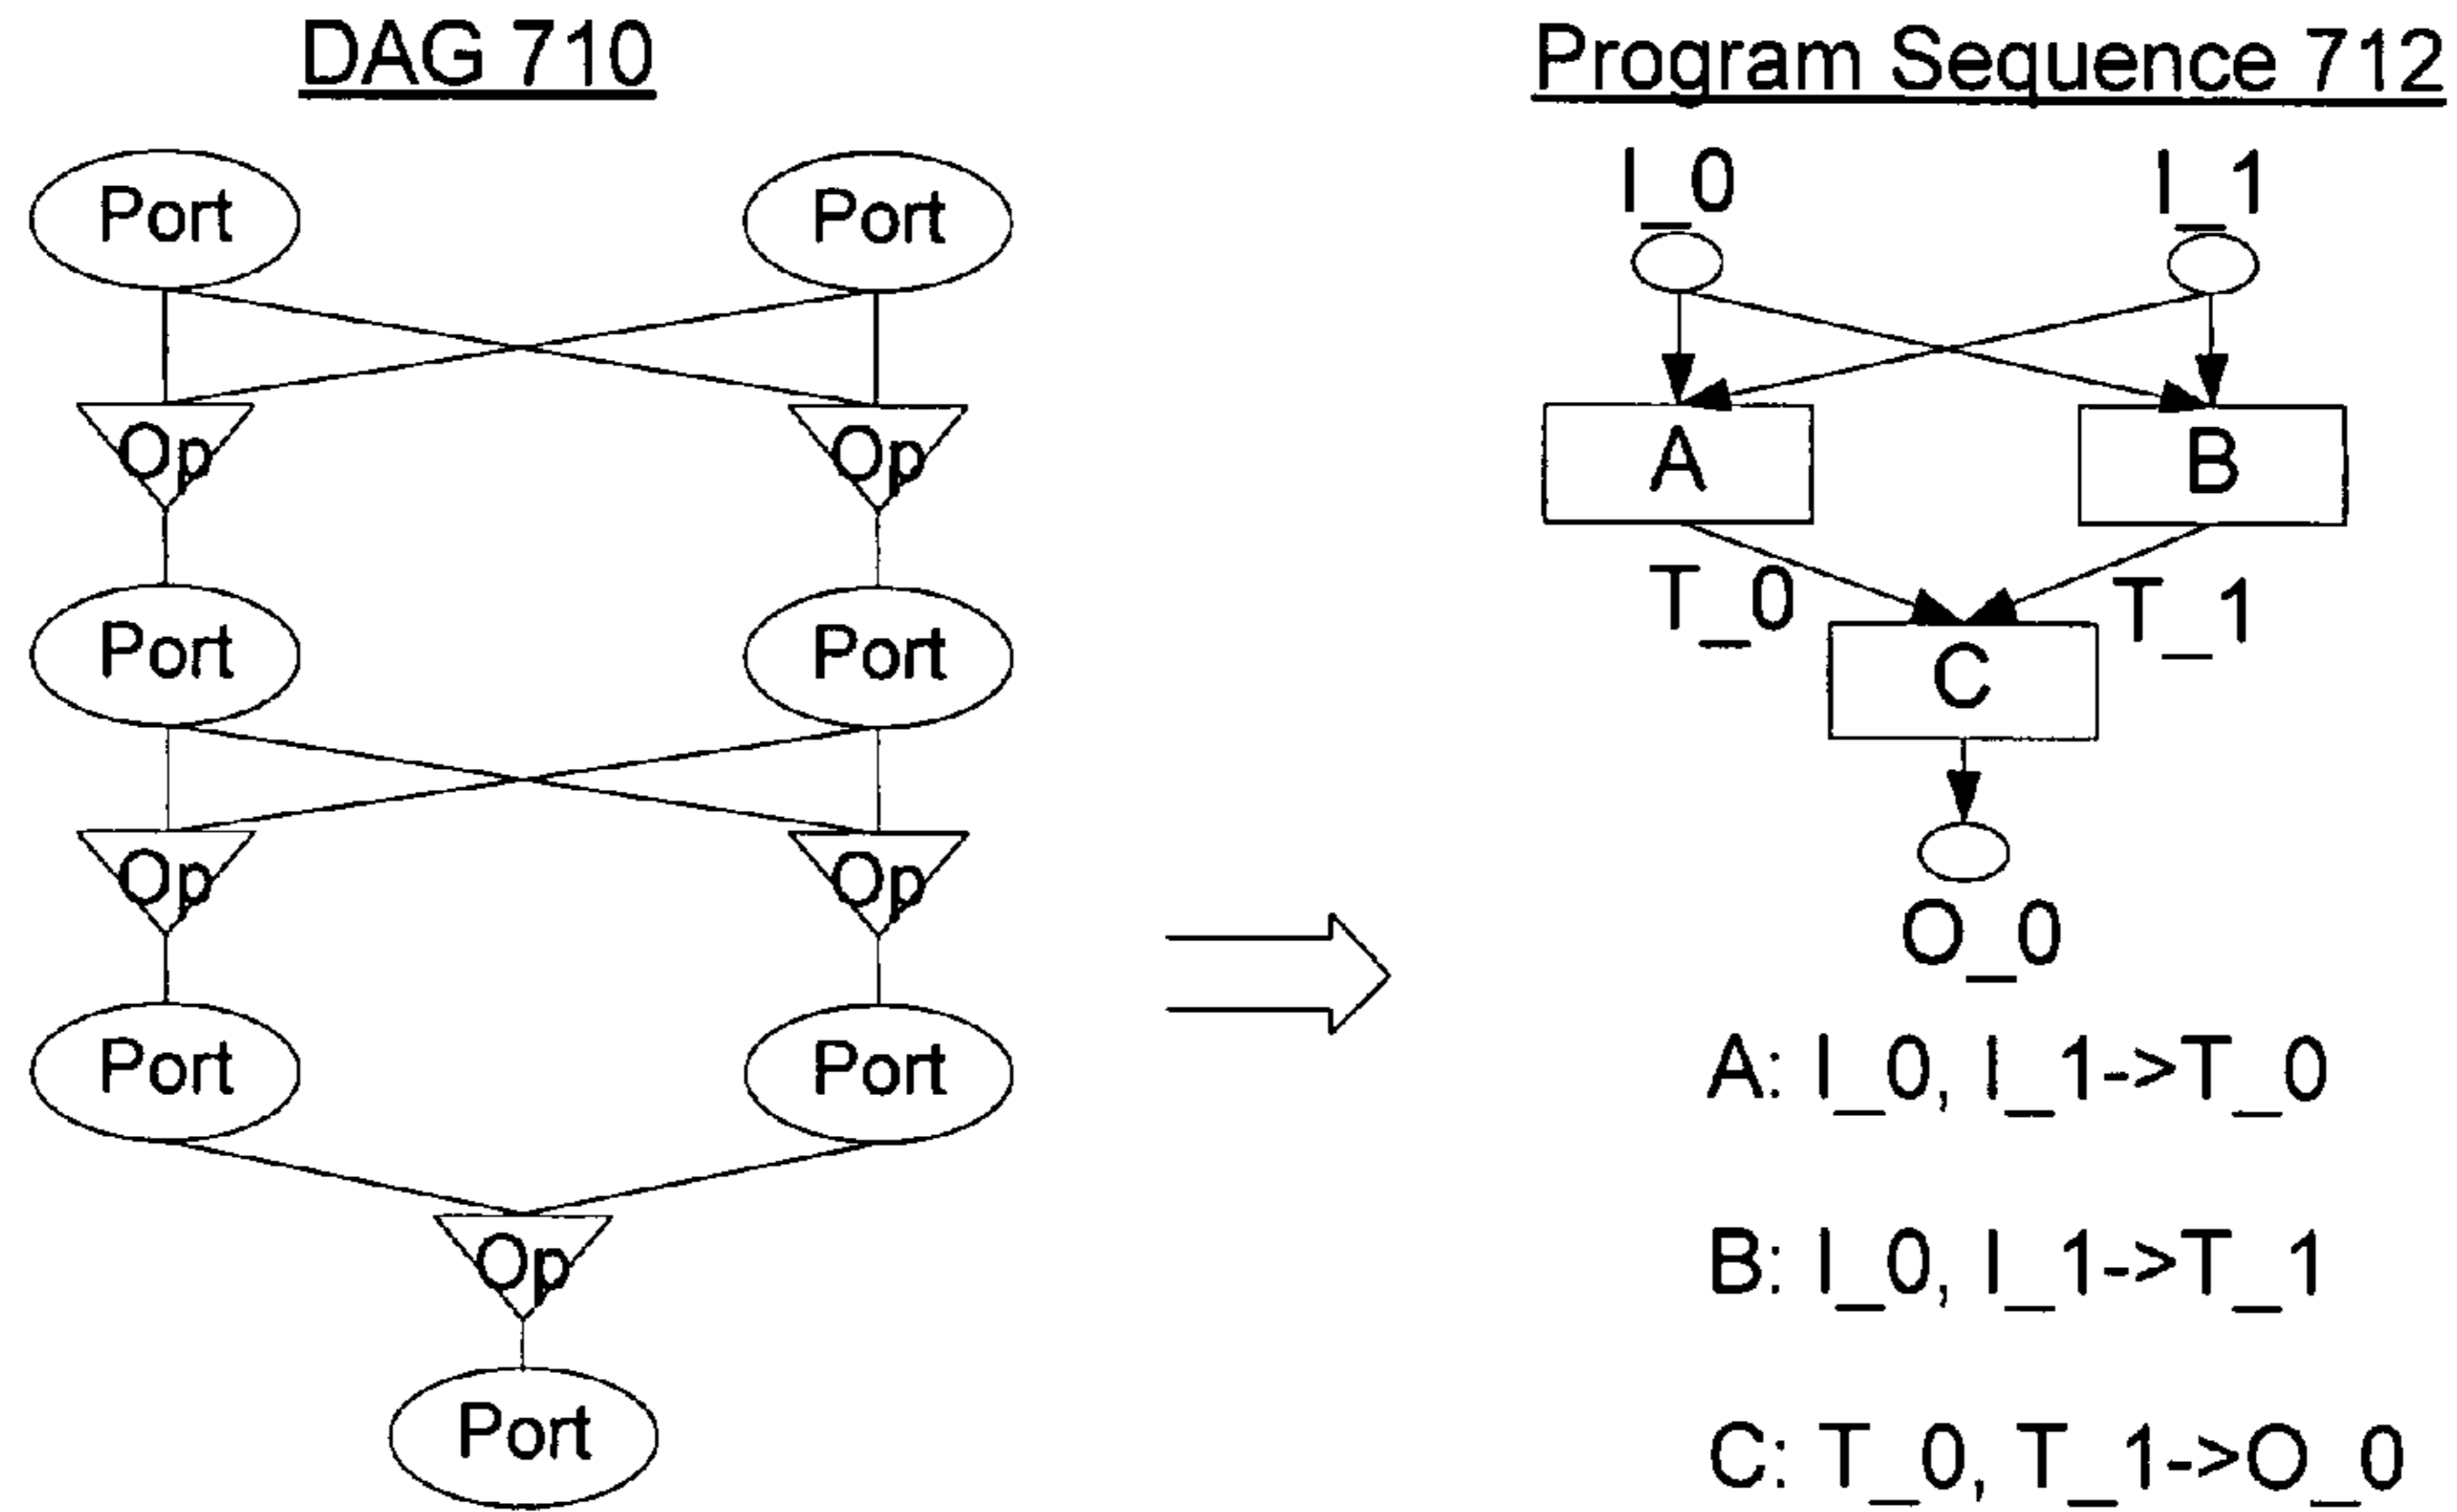 DAG 710
Port Port
Op Op
Port Port
Op Op
Port Port
Op
Port
Program Sequence 712
I_0 I_1
A B
T_0 T_1
C
O_0
A: I_0, I_1->T_0
B: I_0, I_1->T_1
C: T_0, T_1->O_0